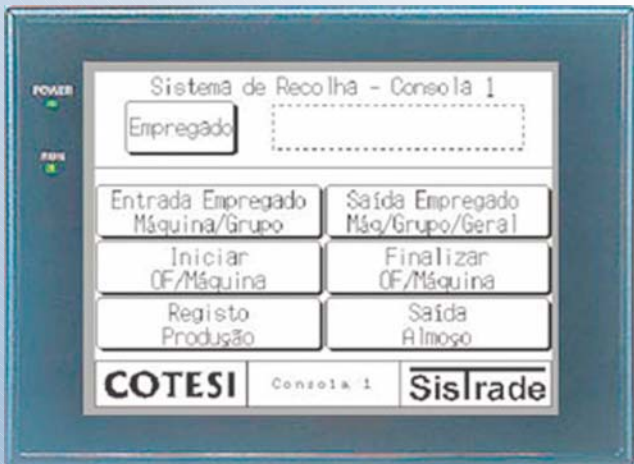 POWER
RUN
Sistema de Recolha - Consola 1
Empregado
Entrada Empregado
Máquina/Grupo
Saída Empregado
Máq/Grupo/Geral
Iniciar
OF/Máquina
Finalizar
OF/Máquina
Registo
Produção
Saída
Almoço
COTESI
Consola 1
SisTrade